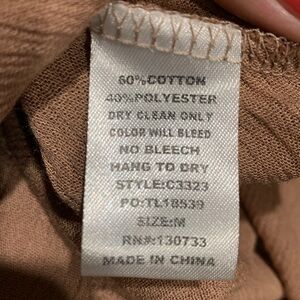 60%COTTON
40%POLYESTER
DRY CLEAN ONLY
COLOR WILL BLEED
NO BLEECH
HANG TO DRY
STYLE:C3323
PO:TL18539
SIZE:M
RN#:130733
MADE IN CHINA